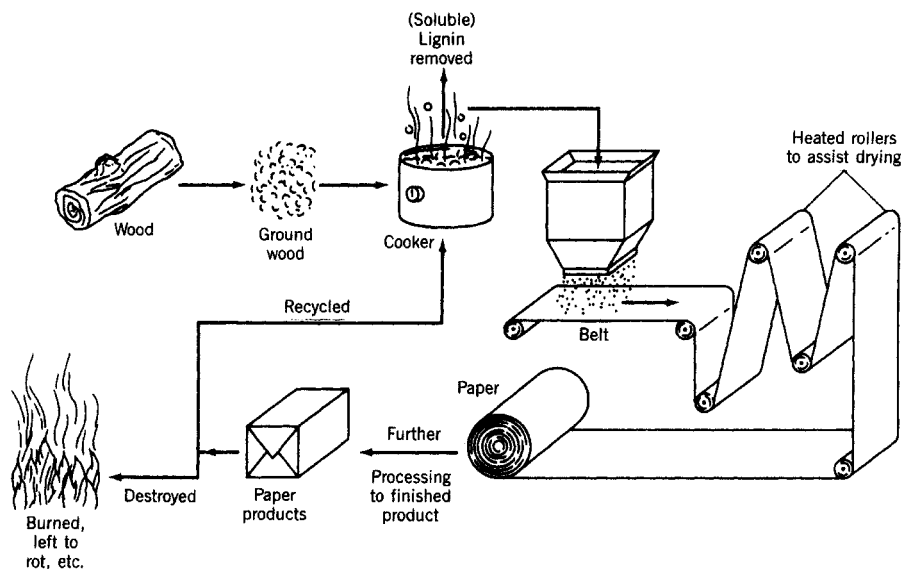 (Soluble)
Lignin
removed
Heated rollers
to assist drying
Wood
Ground
wood
Cooker
Recycled
Belt
Paper
Further
Processing
to finished
product
Paper
products
Destroyed
Burned,
left to
rot, etc.